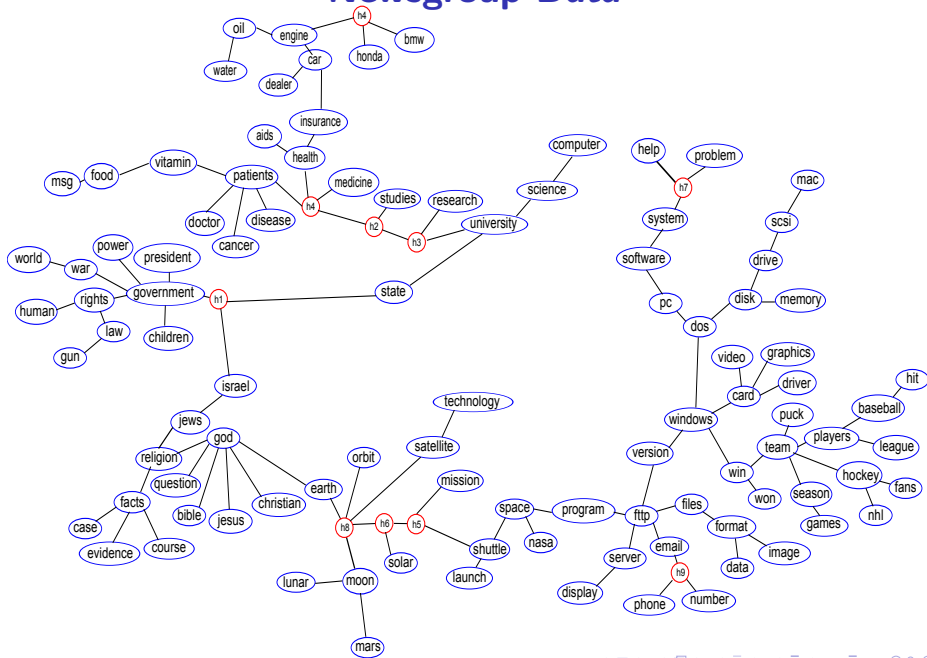 Newsgroup Data
h4
oil
engine
bmw
honda
car
water
dealer
insurance
aids
health
computer
help
problem
vitamin
food
msg
patients
medicine
h4
studies
research
science
h7
mac
doctor
cancer
disease
h2
h3
university
system
scsi
power
president
world
war
software
drive
government
h1
state
rights
human
law
children
gun
pc
disk
memory
dos
video
graphics
card
driver
hit
israel
technology
jews
god
religion
windows
puck
baseball
players
team
league
orbit
satellite
version
win
question
earth
mission
hockey
fans
facts
bible
jesus
christian
won
season
nhl
games
case
evidence
course
h8
h6
h5
space
program
fttp
files
format
solar
shuttle
nasa
email
server
image
data
lunar
moon
launch
h9
display
phone
number
mars